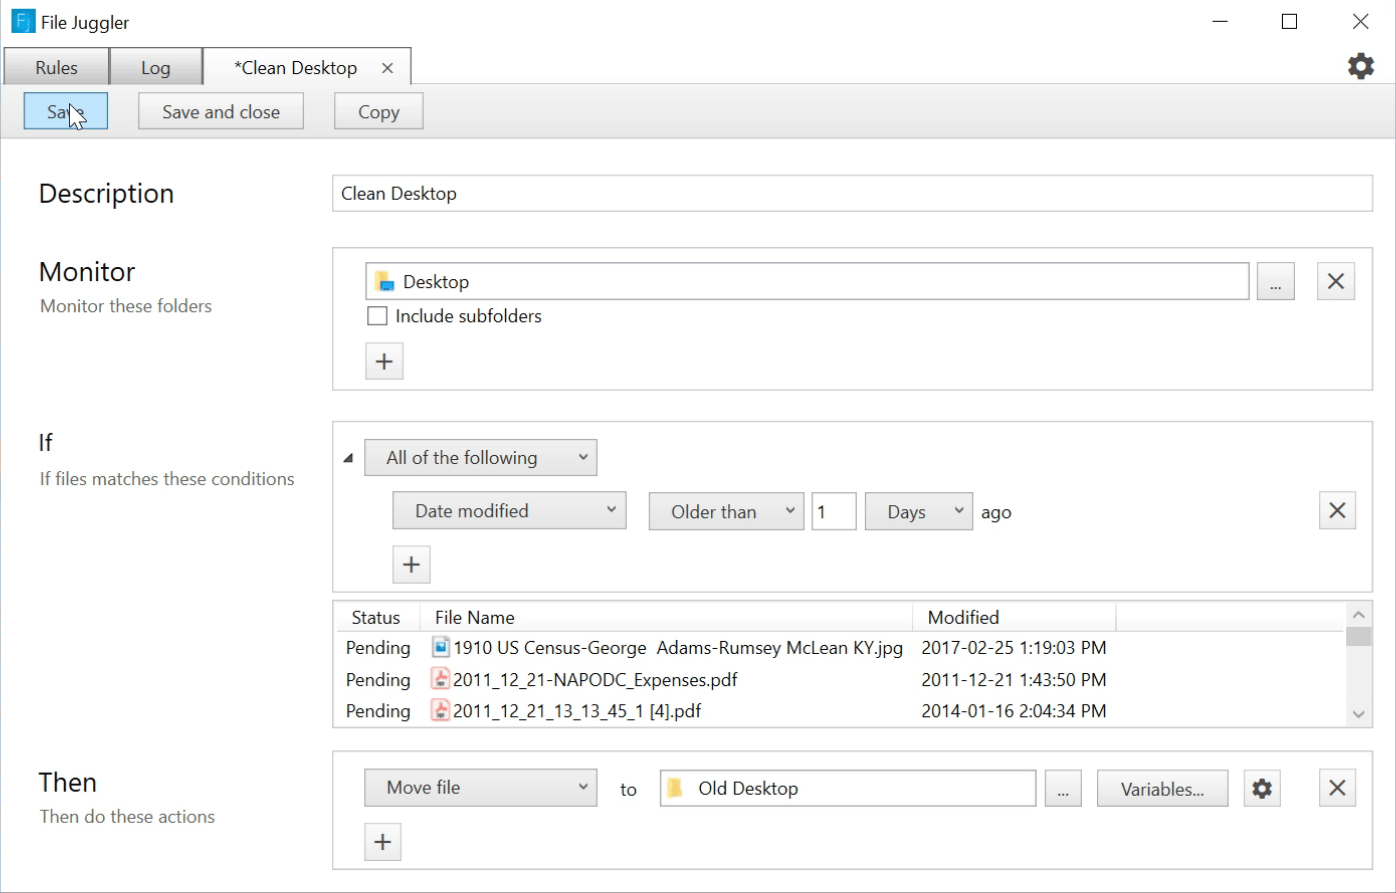 File Juggler
Rules Log *Clean Desktop
Save Save and close Copy
Description Clean Desktop
Monitor
Monitor these folders
Desktop
...
Include subfolders
+
If
If files matches these conditions
All of the following
Date modified Older than 1 Days ago
+
Status File Name Modified
Pending 1910 US Census-George Adams-Rumsey McLean KY.jpg 2017-02-25 1:19:03 PM
Pending 2011_12_21-NAPODC_Expenses.pdf 2011-12-21 1:43:50 PM
Pending 2011_12_21_13_13_45_1 [4].pdf 2014-01-16 2:04:34 PM
Then
Then do these actions
Move file to Old Desktop ... Variables...
+